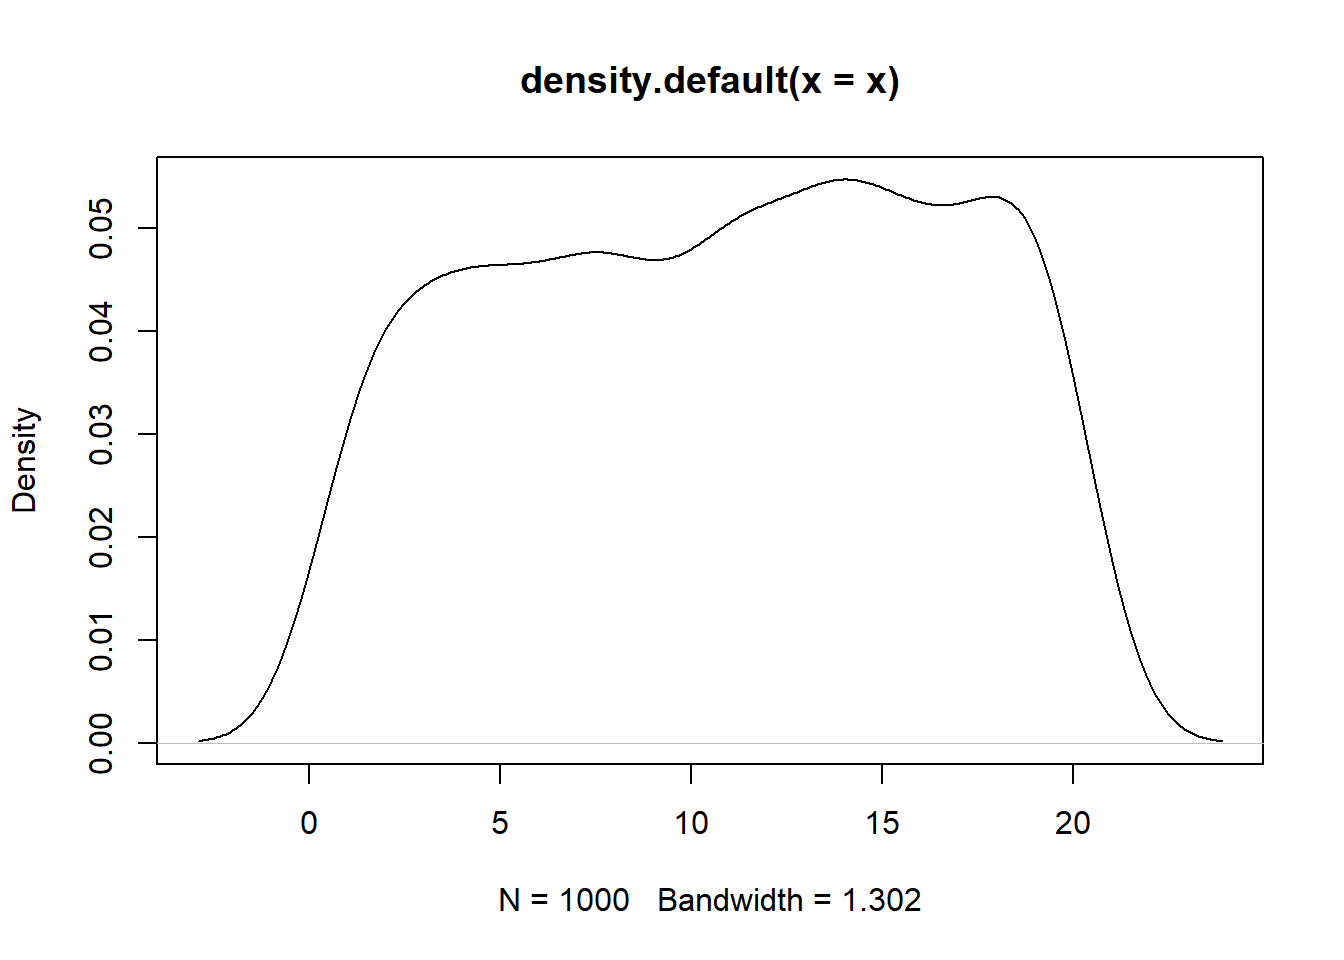 density.default(x = x)
Density
0.05
0.04
0.03
0.02
0.01
0.00
0 5 10 15 20
N = 1000 Bandwidth = 1.302